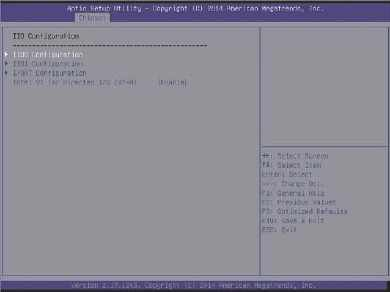 Aptio Setup Utility - Copyright (C) 2014 American Megatrends, Inc.
Chipset
IIO Configuration
IIO0 Configuration
IIO1 Configuration
I/OAT Configuration
Intel VT for Directed I/O (VT-d) [Disable]
: Select Screen
: Select Item
Enter: Select
+/-: Change Opt.
F1: General Help
F2: Previous Values
F3: Optimized Defaults
F4: Save & Exit
ESC: Exit
Version 2.17.1245. Copyright (C) 2014 American Megatrends, Inc.